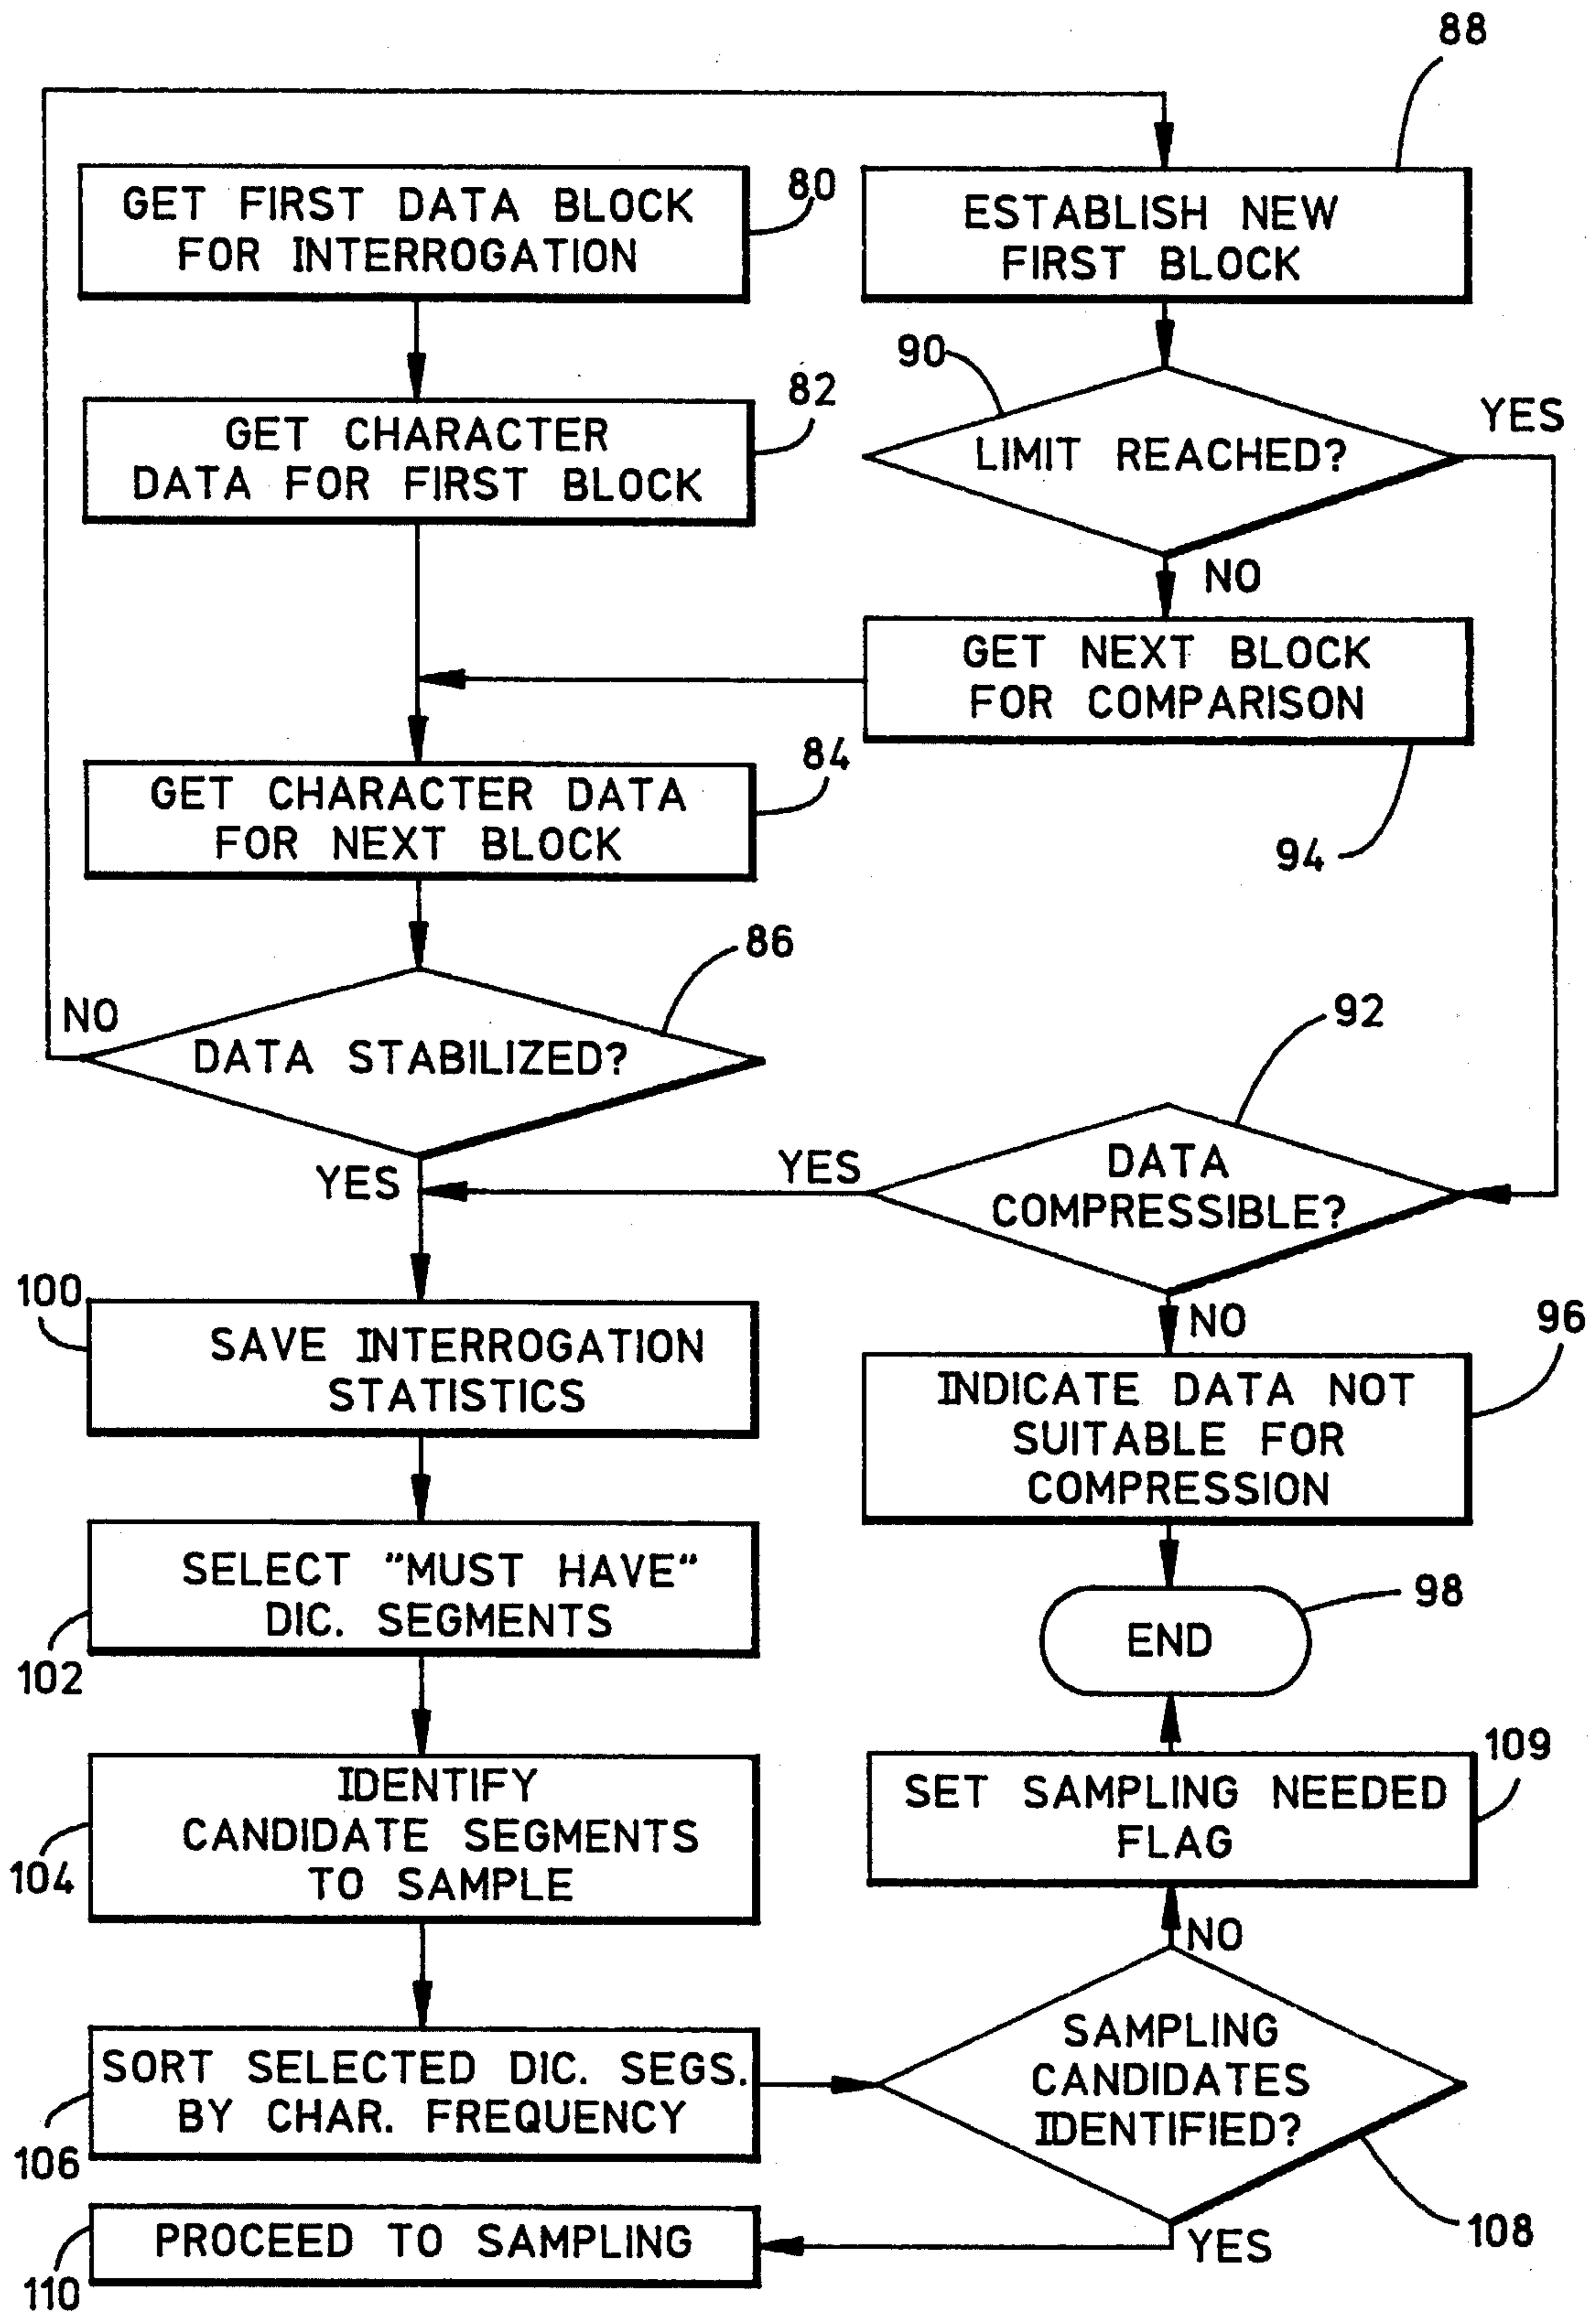 88
GET FIRST DATA BLOCK
FOR INTERROGATION
80
ESTABLISH NEW
FIRST BLOCK
90
LIMIT REACHED?
YES
NO
82
GET CHARACTER
DATA FOR FIRST BLOCK
GET NEXT BLOCK
FOR COMPARISON
94
84
GET CHARACTER DATA
FOR NEXT BLOCK
86
NO
DATA STABILIZED?
YES
92
YES
DATA
COMPRESSIBLE?
NO
100
SAVE INTERROGATION
STATISTICS
96
INDICATE DATA NOT
SUITABLE FOR
COMPRESSION
SELECT "MUST HAVE"
DIC. SEGMENTS
102
98
END
IDENTIFY
CANDIDATE SEGMENTS
TO SAMPLE
104
109
SET SAMPLING NEEDED
FLAG
NO
SORT SELECTED DIC. SEGS.
BY CHAR. FREQUENCY
106
SAMPLING
CANDIDATES
IDENTIFIED?
108
YES
PROCEED TO SAMPLING
110